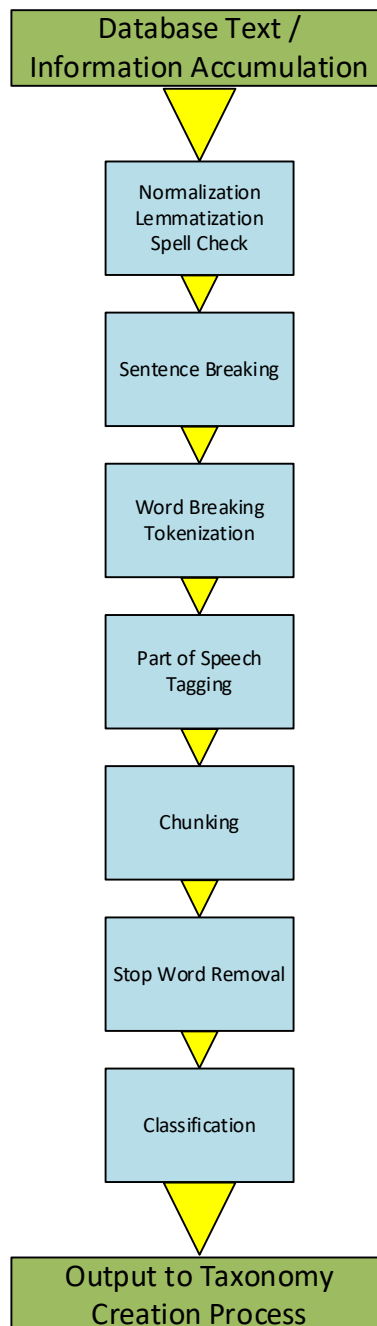 Database Text /
Information Accumulation
Normalization
Lemmatization
Spell Check
Sentence Breaking
Word Breaking
Tokenization
Part of Speech
Tagging
Chunking
Stop Word Removal
Classification
Output to Taxonomy
Creation Process